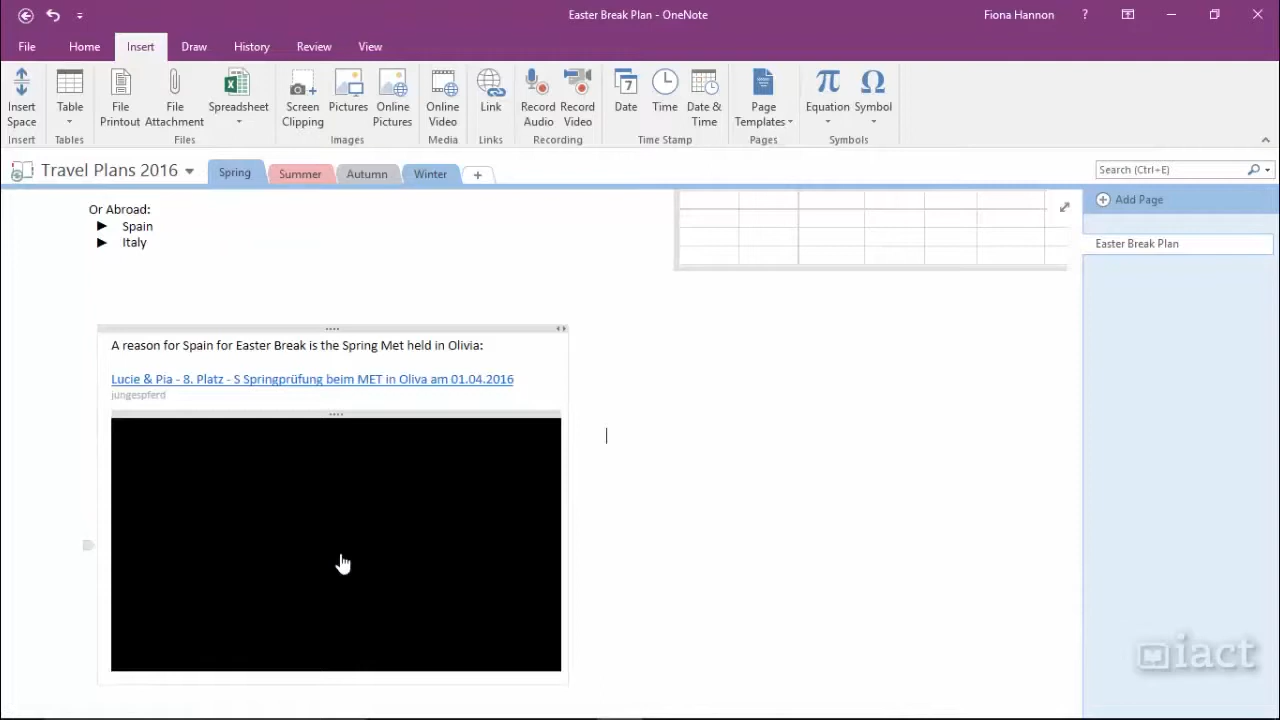 Easter Break Plan - OneNote
Fiona Hannon
?
File
Home
Insert
Draw
History
Review
View
Insert Space
Table
File Printout
File Attachment
Spreadsheet
Screen Clipping
Pictures
Online Pictures
Online Video
Link
Record Audio
Record Video
7
Date
Time
Date & Time
Page Templates
π
Equation
Ω
Symbol
Insert
Tables
Files
Images
Media
Links
Recording
Time Stamp
Pages
Symbols
Travel Plans 2016
Spring
Summer
Autumn
Winter
+
Search (Ctrl+E)
Add Page
Easter Break Plan
Or Abroad:
Spain
Italy
A reason for Spain for Easter Break is the Spring Met held in Olivia:
Lucie & Pia - 8. Platz - S Springprüfung beim MET in Oliva am 01.04.2016
jungespferd
iact